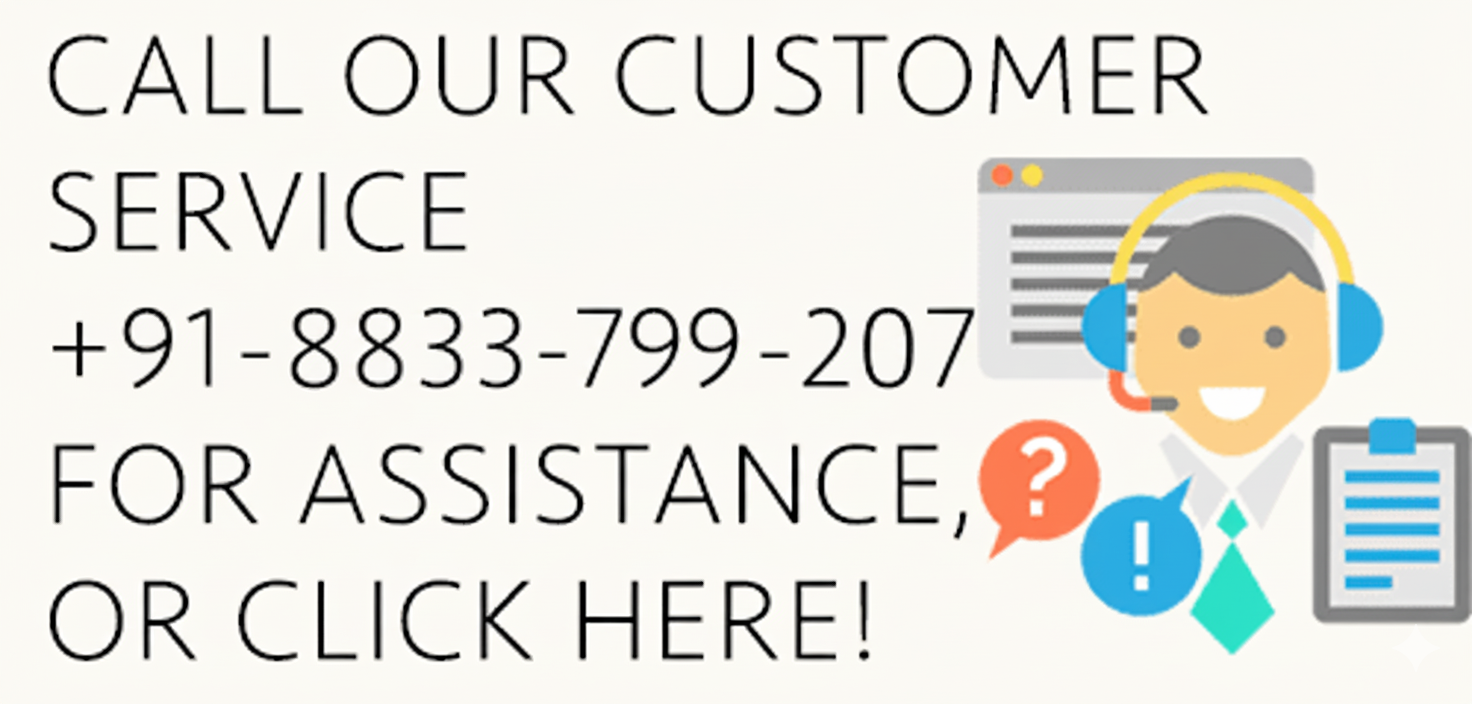 CALL OUR CUSTOMER
SERVICE
+91-8833-799-207
FOR ASSISTANCE,
OR CLICK HERE!
?
!